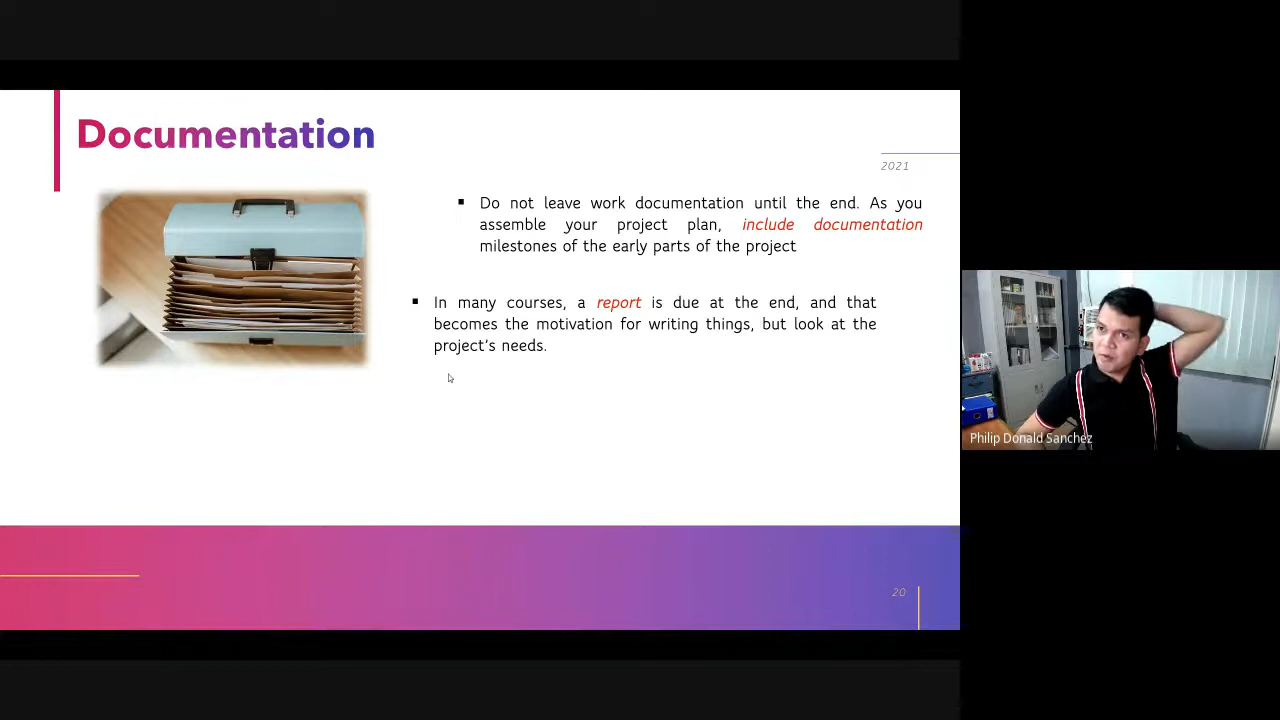 Documentation
2021
▪ Do not leave work documentation until the end. As you
assemble your project plan, include documentation
milestones of the early parts of the project
▪ In many courses, a report is due at the end, and that
becomes the motivation for writing things, but look at the
project's needs.
Philip Donald Sanchez
20